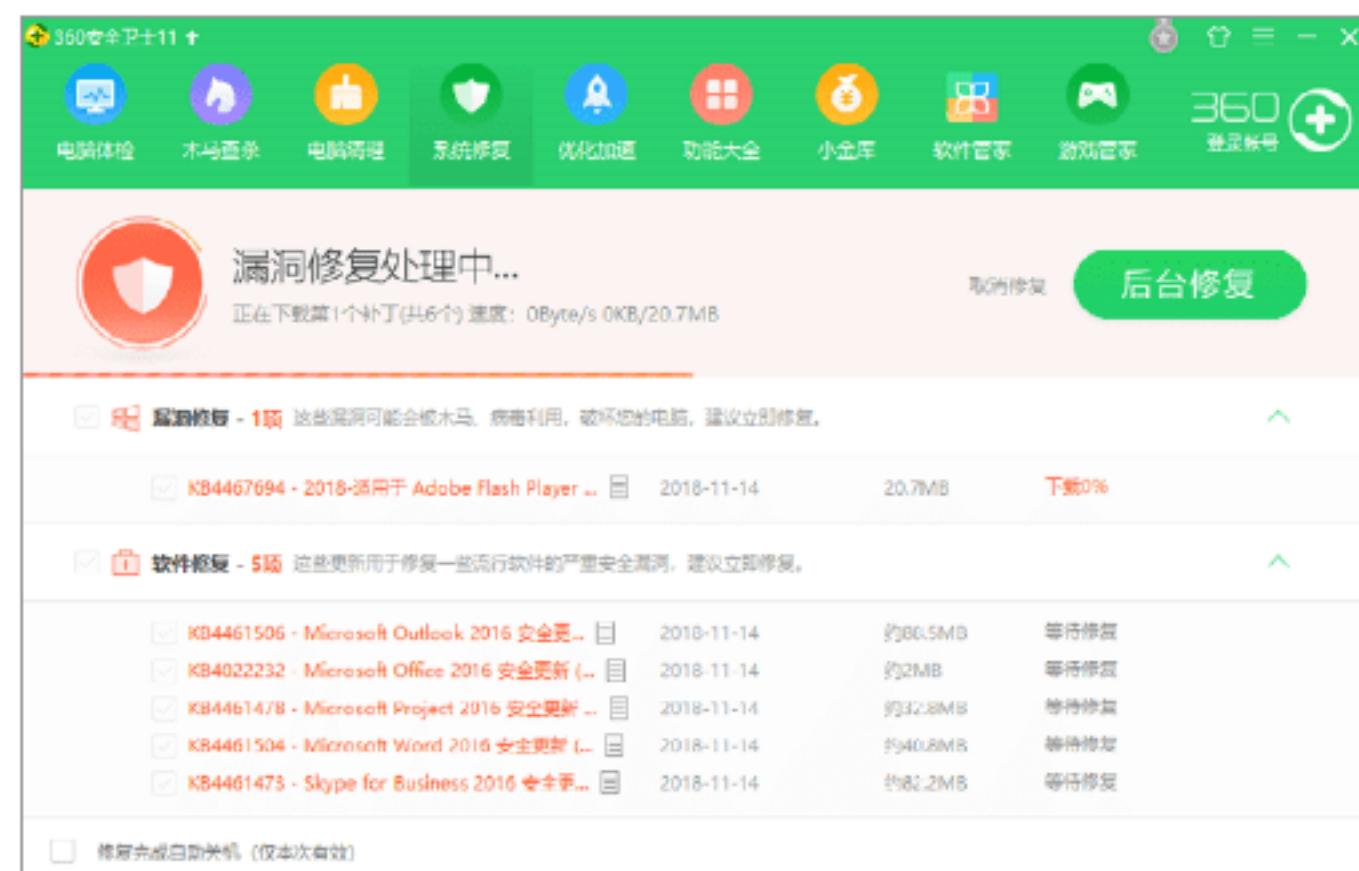 360安全卫士11
电脑体检 木马查杀 电脑清理 系统修复 优化加速 功能大全 小金库 软件管家 游戏管家 360 登录帐号
漏洞修复处理中...
正在下载第1个补丁(共6个) 速度：0Byte/s 0KB/20.7MB
取消修复 后台修复
漏洞修复 - 1项 这些漏洞可能会被木马、病毒利用，破坏您的电脑，建议立即修复。
KB4467694 - 2018-适用于 Adobe Flash Player ... 2018-11-14 20.7MB 下载0%
软件修复 - 5项 这些更新用于修复一些流行软件的严重安全漏洞，建议立即修复。
KB4461506 - Microsoft Outlook 2016 安全更... 2018-11-14 约88.5MB 等待修复
KB4022232 - Microsoft Office 2016 安全更新 (... 2018-11-14 约2MB 等待修复
KB4461478 - Microsoft Project 2016 安全更新 ... 2018-11-14 约32.8MB 等待修复
KB4461504 - Microsoft Word 2016 安全更新 (... 2018-11-14 约40.8MB 等待修复
KB4461473 - Skype for Business 2016 安全更... 2018-11-14 约82.2MB 等待修复
修复完成自动关机（仅本次有效）